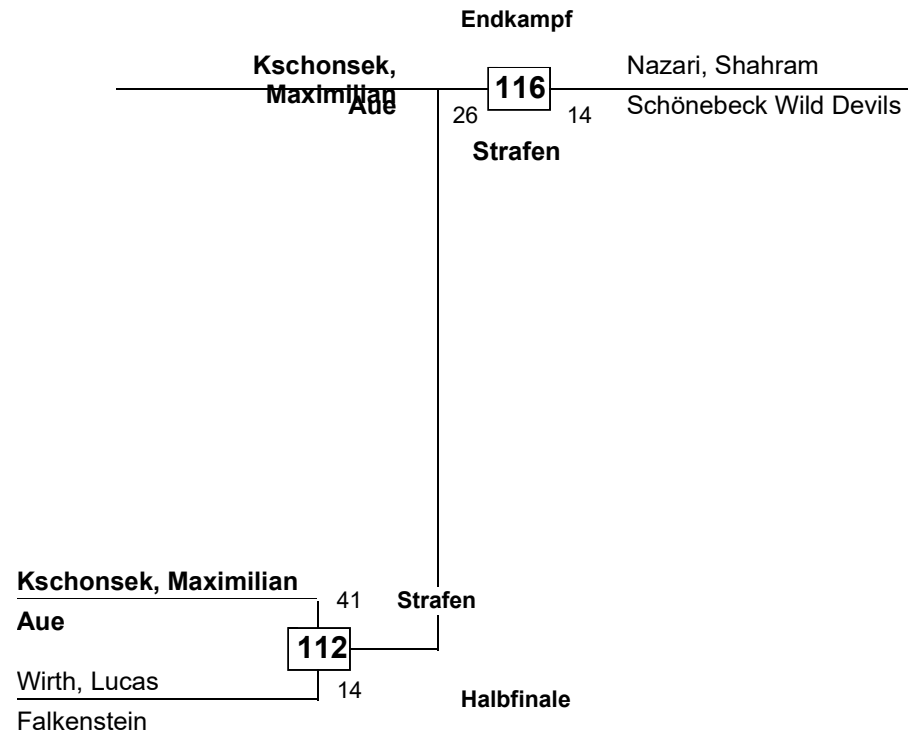 Endkampf
Kschonsek,
Maximilian
Aue
26
116
14
Nazari, Shahram
Schönebeck Wild Devils
Strafen
Kschonsek, Maximilian
Aue
41
Strafen
112
Wirth, Lucas
Falkenstein
14
Halbfinale